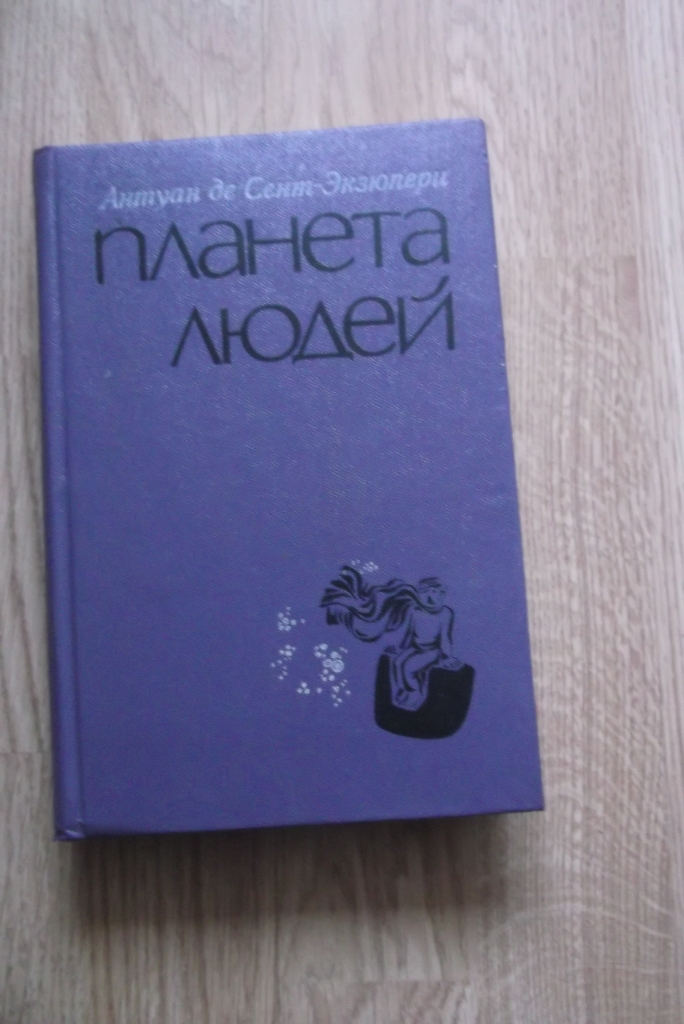 Антуан де Сент-Экзюпери
планета
людей